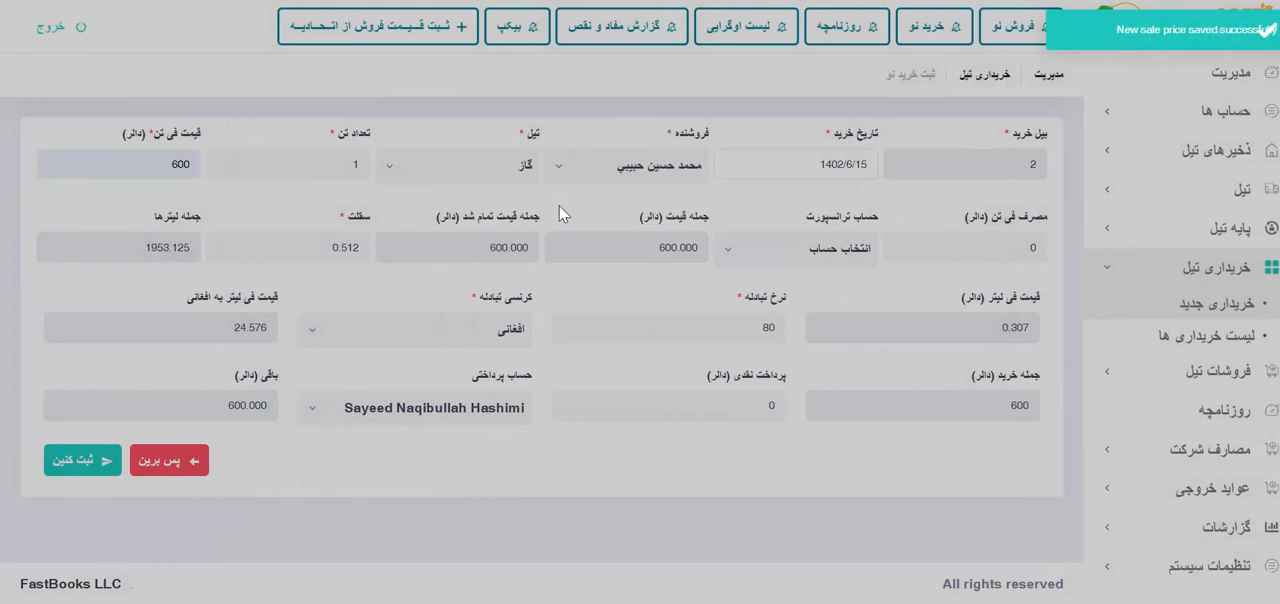 New sale price saved successfully
فروش نو
خرید نو
روزنامچه
لیست اوگرایی
گزارش مفاد و نقص
بیکپ
ثبت قیمت فروش از اتحادیه
خروج
مدیریت
خریداری تیل
ثبت خرید نو
بیل خرید *
تاریخ خرید *
فروشنده *
تیل *
تعداد تن *
قیمت فی تن* (دالر)
2
1402/6/15
محمد حسین حبیبي
گاز
1
600
مصرف فی تن (دالر)
حساب ترانسپورت
جمله قیمت (دالر)
جمله قیمت تمام شد (دالر)
سقلت *
جمله لیترها
0
انتخاب حساب
600.000
600.000
0.512
1953.125
قیمت فی لیتر (دالر)
نرخ تبادله *
کرنسی تبادله *
قیمت فی لیتر به افغانی
0.307
80
افغانی
24.576
جمله خرید (دالر)
پرداخت نقدی (دالر)
حساب پرداختی
باقی (دالر)
600
0
Sayeed Naqibullah Hashimi
600.000
پس برین
ثبت کنین
مدیریت
حساب ها
ذخیرهای تیل
تیل
پایه تیل
خریداری تیل
خریداری جدید
لیست خریداری ها
فروشات تیل
روزنامچه
مصارف شرکت
عواید خروجی
گزارشات
تنظیمات سیستم
FastBooks LLC .
All rights reserved